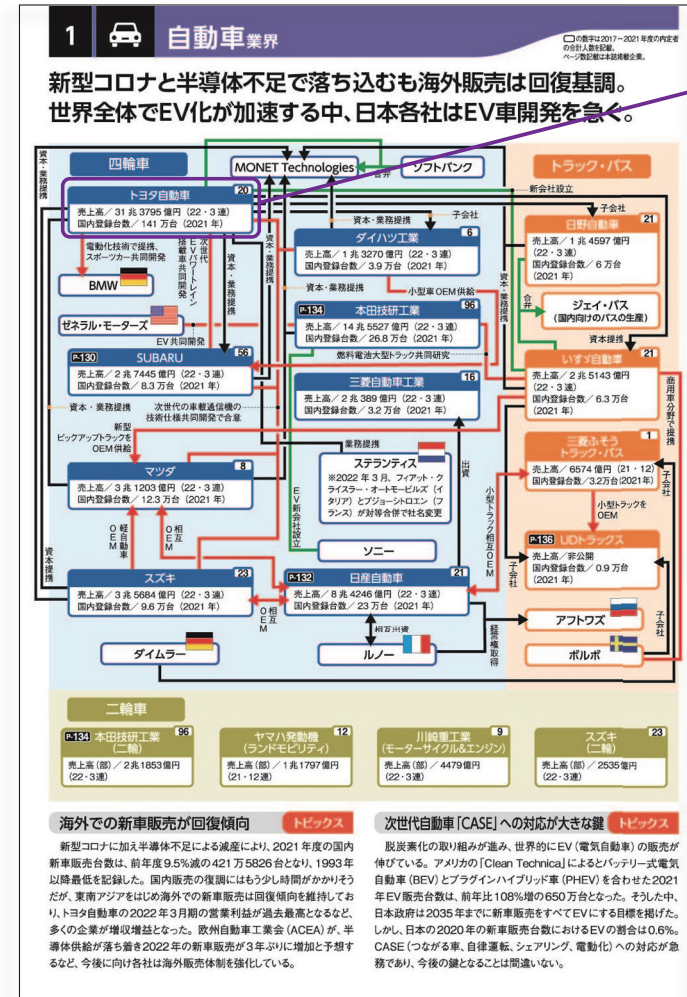 1
自動車業界
の数字は2017～2021年度の内定者
の合計人数を記載。
ページ数記載は本誌掲載企業。
新型コロナと半導体不足で落ち込むも海外販売は回復基調。
世界全体でEV化が加速する中、日本各社はEV車開発を急ぐ。
四輪車
MONET Technologies
ソフトバンク
トラック・バス
資本・業務提携
合弁
新会社設立
トヨタ自動車
20
売上高／31兆3795億円（22・3連）
国内登録台数／141万台（2021年）
資本・業務提携
子会社
子会社
電動化技術で提携、
スポーツカー共同開発
次世代
EVパワートレイン
搭載車共同開発
資本・業務提携
資本・業務提携
ダイハツ工業
6
売上高／1兆3270億円（22・3連）
国内登録台数／3.9万台（2021年）
日野自動車
21
売上高／1兆4597億円
（22・3連）
国内登録台数／6万台
（2021年）
BMW
資本・業務提携
小型車OEM供給
資本・業務提携
合弁
ジェイ・バス
（国内向けのバスの生産）
ゼネラル・モーターズ
EV共同開発
P-134
本田技研工業
96
売上高／14兆5527億円（22・3連）
国内登録台数／26.8万台（2021年）
燃料電池大型トラック共同研究
資本提携
P-130
SUBARU
56
売上高／2兆7445億円（22・3連）
国内登録台数／8.3万台（2021年）
三菱自動車工業
16
売上高／2兆389億円（22・3連）
国内登録台数／3.2万台（2021年）
いすゞ自動車
21
売上高／2兆5143億円
（22・3連）
国内登録台数／6.3万台
（2021年）
商用車分野で提携
資本・業務提携
次世代の車載通信機の
技術仕様共同開発で合意
新型
ピックアップトラックを
OEM供給
業務提携
ステランティス
※2022年3月、フィアット・ク
ライスラー・オートモービルズ（イ
タリア）とプジョーシトロエン（フ
ランス）が対等合併で社名変更
出資
三菱ふそう
トラック・バス
1
売上高／6574億円（21・12）
国内登録台数／3.2万台（2021年）
子会社
マツダ
8
売上高／3兆1203億円（22・3連）
国内登録台数／12.3万台（2021年）
小型トラック相互OEM
小型トラックを
OEM
軽自動車
OEM
相互
OEM
EV新会社設立
ソニー
P-136
UDトラックス
売上高／非公開
国内登録台数／0.9万台
（2021年）
資本提携
スズキ
23
売上高／3兆5684億円（22・3連）
国内登録台数／9.6万台（2021年）
P-132
日産自動車
21
売上高／8兆4246億円（22・3連）
国内登録台数／23万台（2021年）
子会社
相互
OEM
相互出資
経営権
取得
アフトワズ
子会社
ダイムラー
ルノー
ボルボ
二輪車
P-134
本田技研工業
（二輪）
96
売上高（部）／2兆1853億円
（22・3連）
ヤマハ発動機
（ランドモビリティ）
12
売上高（部）／1兆1797億円
（21・12連）
川崎重工業
（モーターサイクル&エンジン）
9
売上高（部）／4479億円
（22・3連）
スズキ
（二輪）
23
売上高（部）／2535億円
（22・3連）
海外での新車販売が回復傾向
トピックス
新型コロナに加え半導体不足による減産により、2021年度の国内
新車販売台数は、前年度9.5%減の421万5826台となり、1993年
以降最低を記録した。国内販売の復調にはもう少し時間がかかりそう
だが、東南アジアをはじめ海外での新車販売は回復傾向を維持してお
り、トヨタ自動車の2022年3月期の営業利益が過去最高となるなど、
多くの企業が増収増益となった。欧州自動車工業会（ACEA）が、半
導体供給が落ち着き2022年の新車販売が3年ぶりに増加と予想す
るなど、今後に向け各社は海外販売体制を強化している。
次世代自動車「CASE」への対応が大きな鍵
トピックス
脱炭素化の取り組みが進み、世界的にEV（電気自動車）の販売が
伸びている。アメリカの「Clean Technica」によるとバッテリー式電気
自動車（BEV）とプラグインハイブリッド車（PHEV）を合わせた2021
年EV販売台数は、前年比108%増の650万台となった。そうした中、
日本政府は2035年までに新車販売をすべてEVにする目標を掲げた。
しかし、日本の2020年の新車販売台数におけるEVの割合は0.6%。
CASE（つながる車、自律運転、シェアリング、電動化）への対応が急
務であり、今後の鍵となることは間違いない。